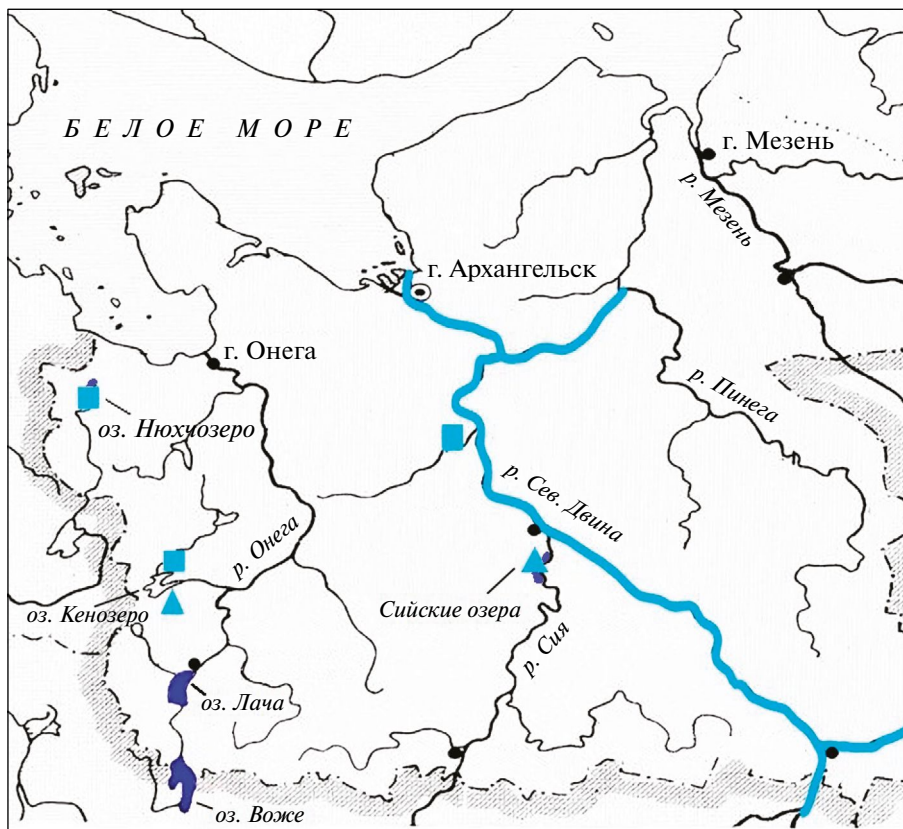 БЕЛОЕ МОРЕ
г. Мезень
р. Мезень
г. Архангельск
г. Онега
р. Пинега
оз. Нюхчозеро
р. Сев. Двина
р. Онега
оз. Кенозеро
Сийские озера
р. Сия
оз. Лача
оз. Воже